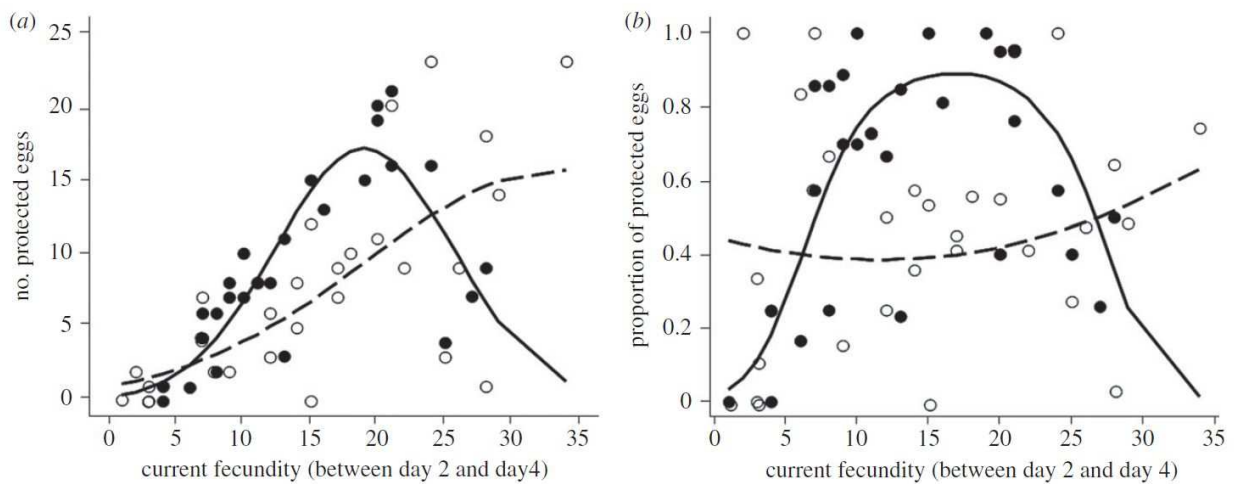 (a)
25
20
15
10
5
0
no. protected eggs
0 5 10 15 20 25 30 35
current fecundity (between day 2 and day4)
(b)
1.0
0.8
0.6
0.4
0.2
0
proportion of protected eggs
0 5 10 15 20 25 30 35
current fecundity (between day 2 and day 4)